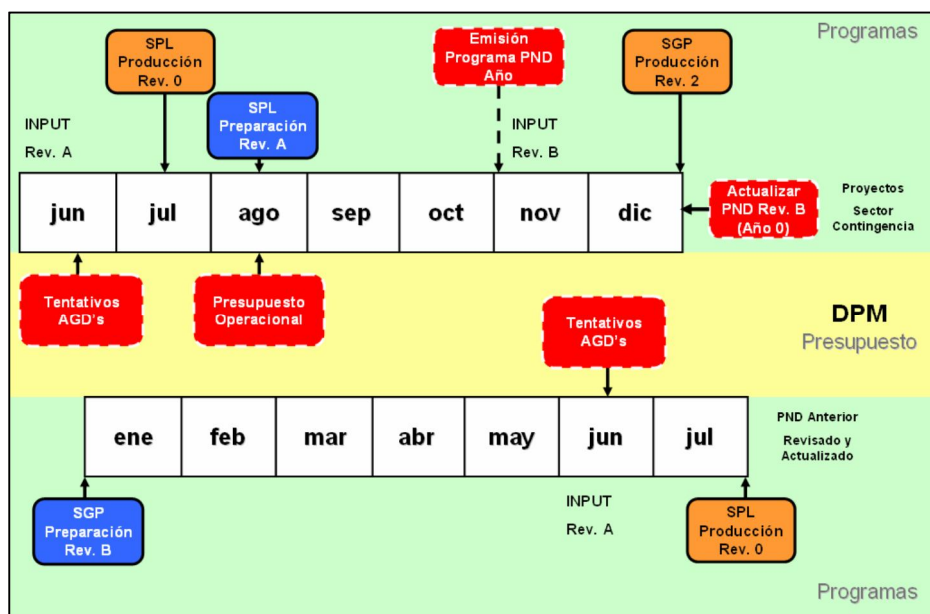 Programas
SPL
Producción
Rev. 0
Emisión
Programa PND
Año
SGP
Producción
Rev. 2
SPL
Preparación
Rev. A
INPUT
Rev. A
INPUT
Rev. B
jun
jul
ago
sep
oct
nov
dic
Actualizar
PND Rev. B
(Año 0)
Proyectos
Sector
Contingencia
Tentativos
AGD's
Presupuesto
Operacional
Tentativos
AGD's
DPM
Presupuesto
ene
feb
mar
abr
may
jun
jul
PND Anterior
Revisado y
Actualizado
SGP
Preparación
Rev. B
INPUT
Rev. A
SPL
Producción
Rev. 0
Programas